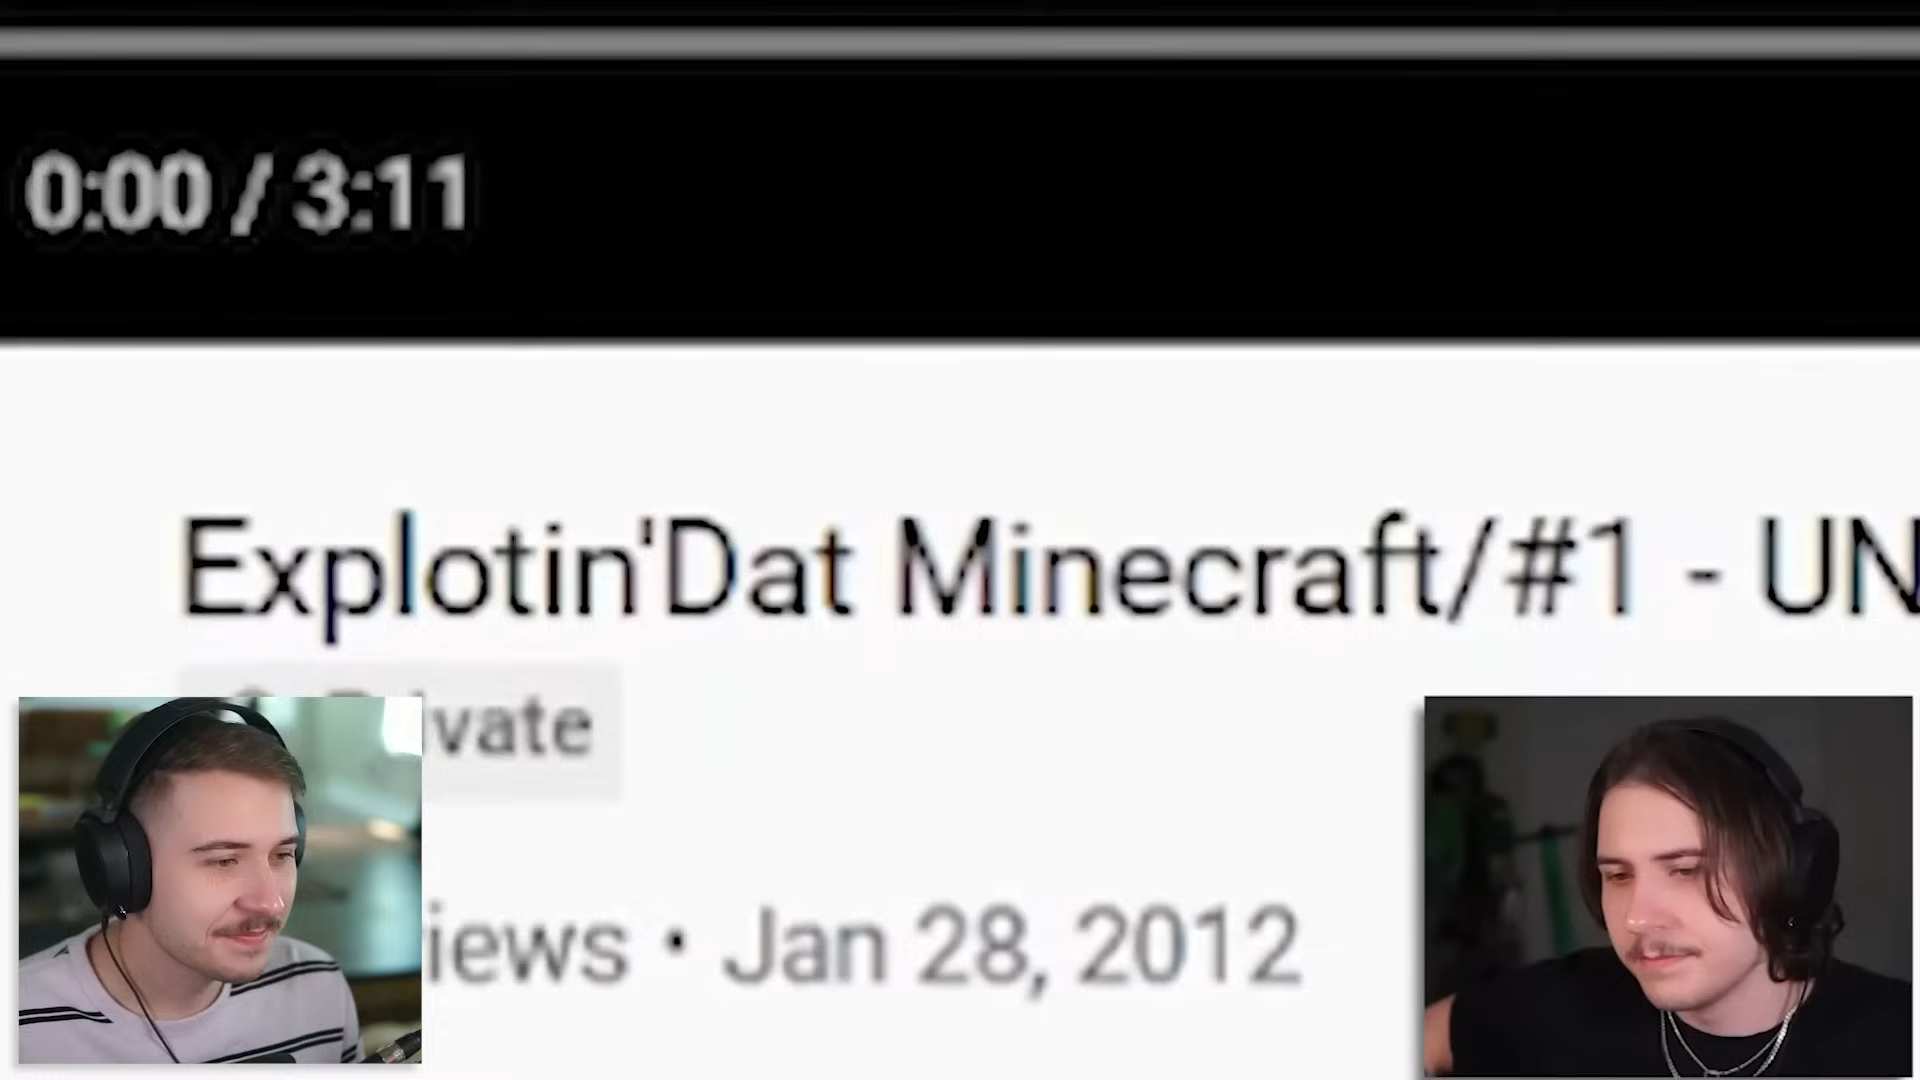 0:00 / 3:11
Explotin'Dat Minecraft/#1 - UN
vate
iews • Jan 28, 2012